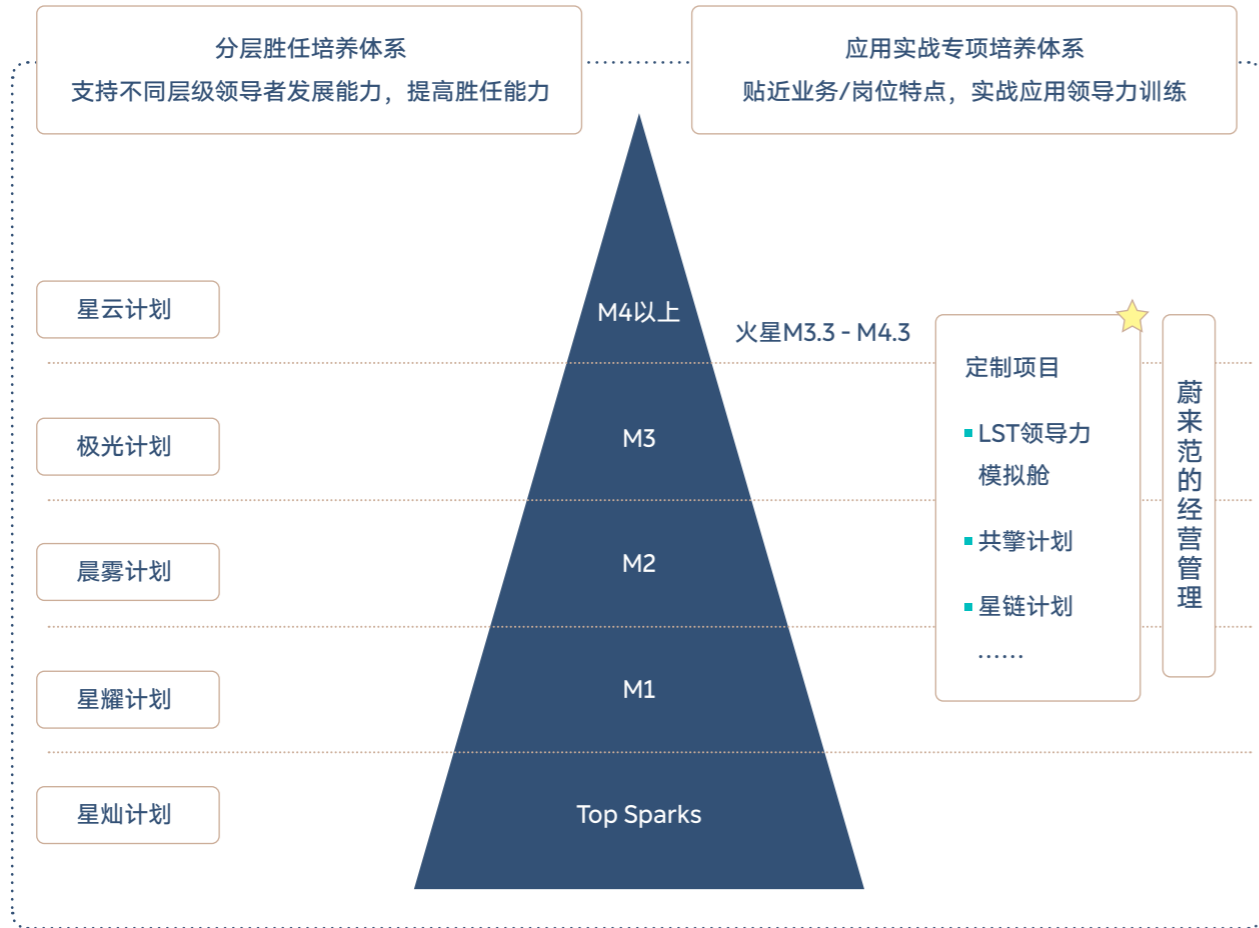 分层胜任培养体系
支持不同层级领导者发展能力，提高胜任能力
应用实战专项培养体系
贴近业务/岗位特点，实战应用领导力训练
星云计划
M4以上
火星M3.3 - M4.3
极光计划
M3
晨雾计划
M2
星耀计划
M1
星灿计划
Top Sparks
定制项目
LST领导力
模拟舱
共擎计划
星链计划
……
蔚来范的经营管理